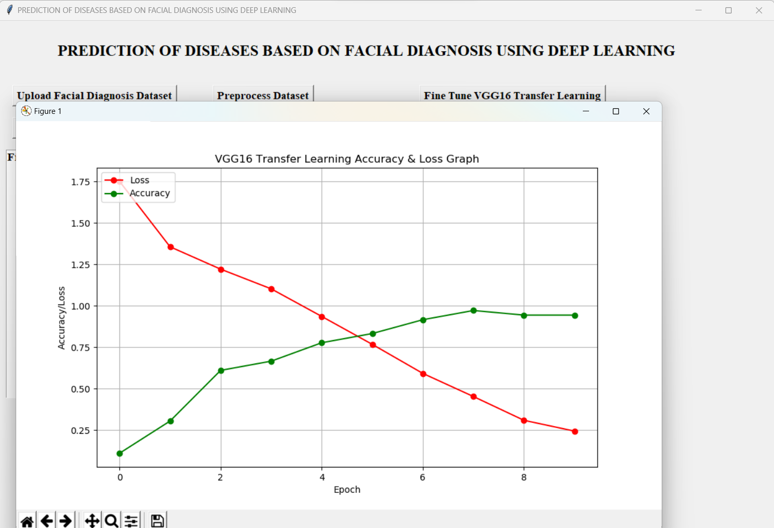 PREDICTION OF DISEASES BASED ON FACIAL DIAGNOSIS USING DEEP LEARNING
PREDICTION OF DISEASES BASED ON FACIAL DIAGNOSIS USING DEEP LEARNING
Upload Facial Diagnosis Dataset
Preprocess Dataset
Fine Tune VGG16 Transfer Learning
Figure 1
VGG16 Transfer Learning Accuracy & Loss Graph
Loss
Accuracy
1.75
1.50
1.25
1.00
0.75
0.50
0.25
Accuracy/Loss
0 2 4 6 8
Epoch